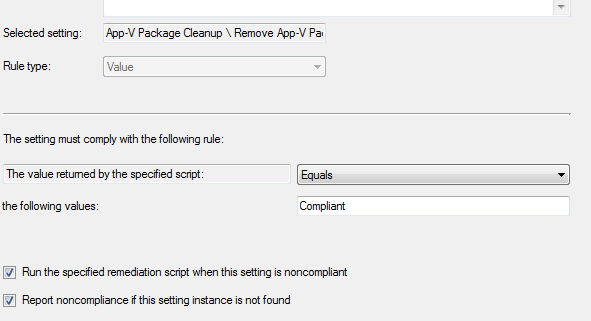 Selected setting: App-V Package Cleanup \ Remove App-V
Rule type: Value
The setting must comply with the following rule:
The value returned by the specified script: Equals
the following values: Compliant
Run the specified remediation script when this setting is noncompliant
Report noncompliance if this setting instance is not found